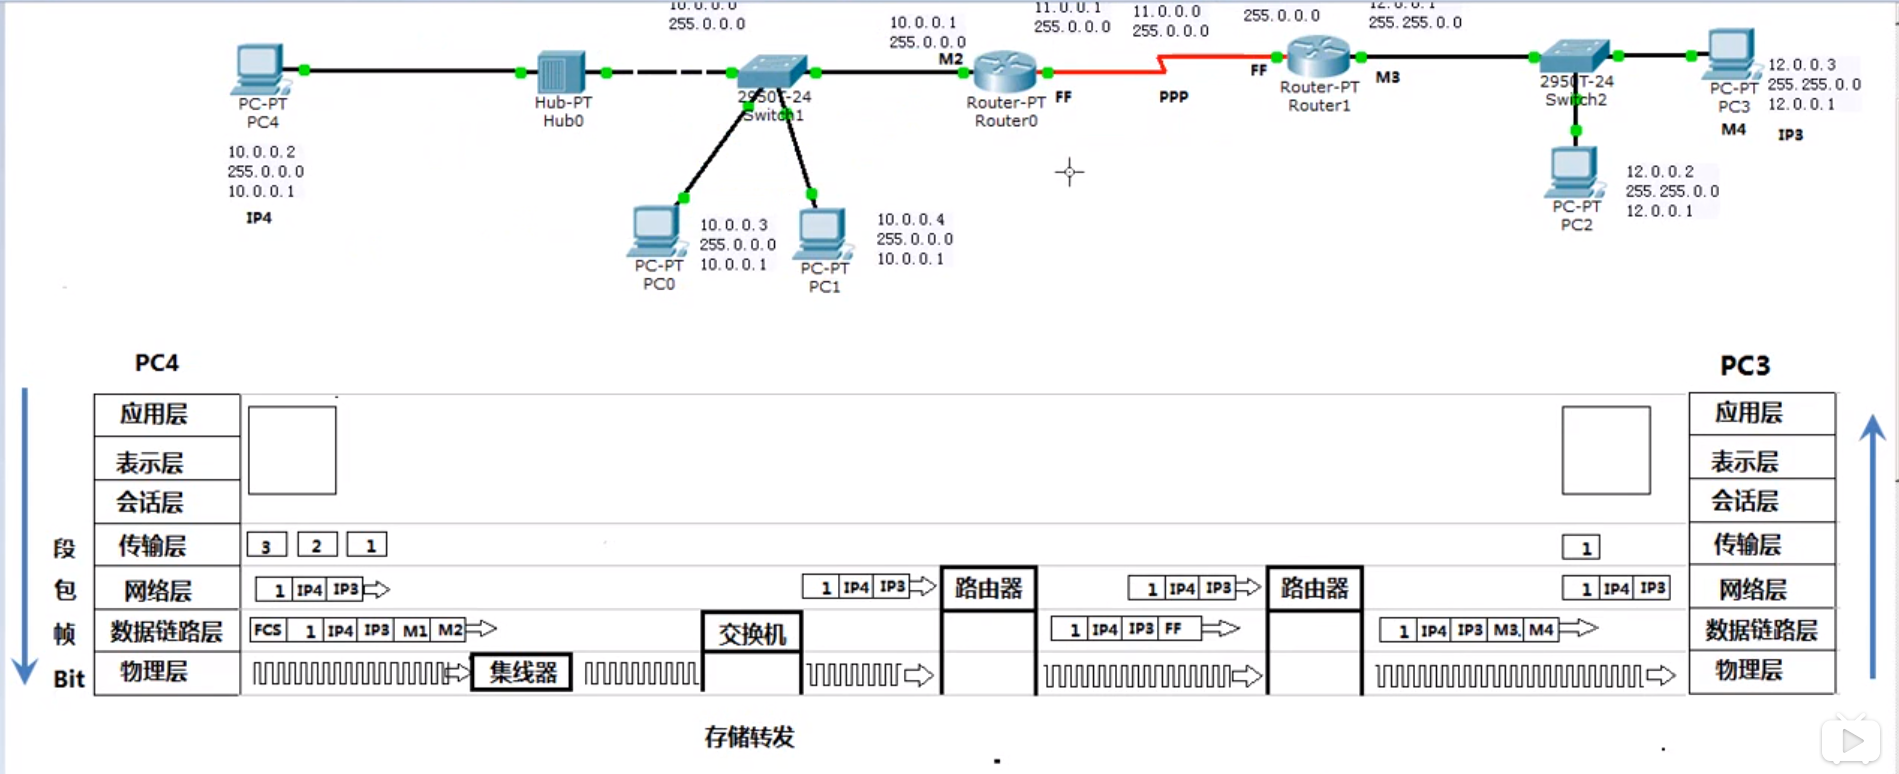 10.0.0.0
255.0.0.0
10.0.0.1
255.0.0.0
M2
11.0.0.1
255.0.0.0
11.0.0.0
255.0.0.0
255.0.0.0
12.0.0.1
255.255.0.0
PC-PT
PC4
Hub-PT
Hub0
2950T-24
Switch1
Router-PT
Router0
FF
PPP
FF
Router-PT
Router1
M3
2950T-24
Switch2
PC-PT
PC3
M4
12.0.0.3
255.255.0.0
12.0.0.1
IP3
10.0.0.2
255.0.0.0
10.0.0.1
IP4
PC-PT
PC0
10.0.0.3
255.0.0.0
10.0.0.1
PC-PT
PC1
10.0.0.4
255.0.0.0
10.0.0.1
PC-PT
PC2
12.0.0.2
255.255.0.0
12.0.0.1
PC4
PC3
应用层
应用层
表示层
表示层
会话层
会话层
段 传输层 3 2 1
1 传输层
包 网络层 1 IP4 IP3
1 IP4 IP3 路由器
1 IP4 IP3 路由器
1 IP4 IP3 网络层
帧 数据链路层 FCS 1 IP4 IP3 M1 M2
交换机
1 IP4 IP3 FF
1 IP4 IP3 M3. M4
数据链路层
Bit 物理层 集线器 物理层
存储转发